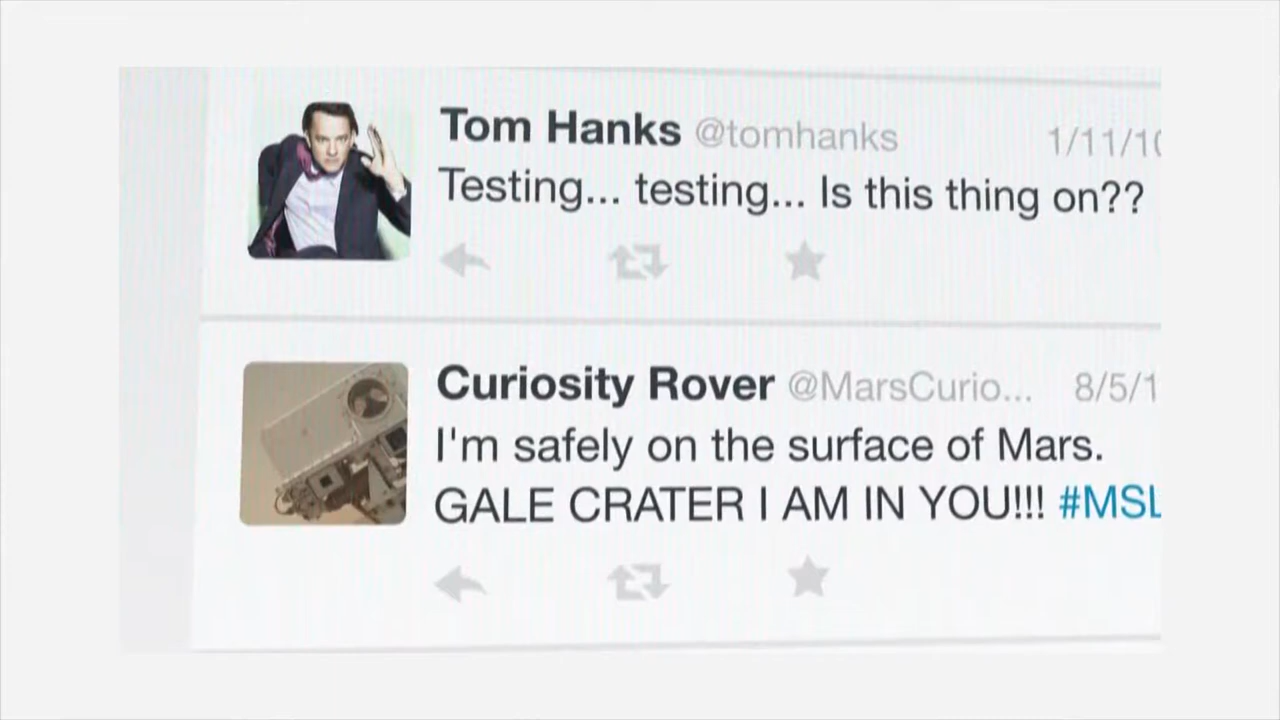 Tom Hanks @tomhanks 1/11/10
Testing... testing... Is this thing on??
Curiosity Rover @MarsCurio... 8/5/1
I'm safely on the surface of Mars.
GALE CRATER I AM IN YOU!!! #MSL